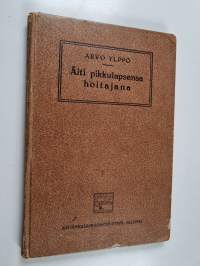 ARVO YLPPÖ
Äiti pikkulapsensa
hoitajana